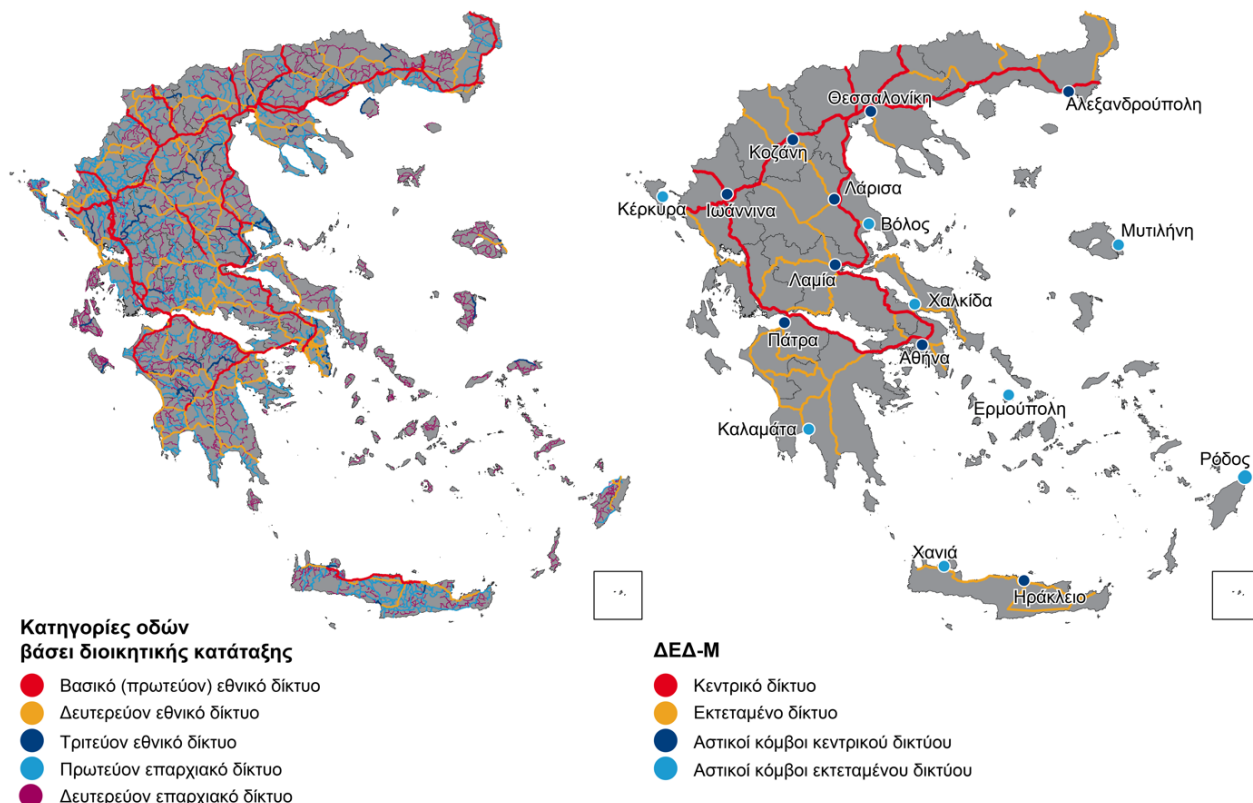 Θεσσαλονίκη
Αλεξανδρούπολη
Κοζάνη
Λάρισα
Κέρκυρα
Ιωάννινα
Βόλος
Μυτιλήνη
Λαμία
Χαλκίδα
Πάτρα
Αθήνα
Ερμούπολη
Καλαμάτα
Ρόδος
Χανιά
Ηράκλειο
Κατηγορίες οδών
βάσει διοικητικής κατάταξης
Βασικό (πρωτεύον) εθνικό δίκτυο
Δευτερεύον εθνικό δίκτυο
Τριτεύον εθνικό δίκτυο
Πρωτεύον επαρχιακό δίκτυο
Δευτερεύον επαρχιακό δίκτυο
ΔΕΔ-Μ
Κεντρικό δίκτυο
Εκτεταμένο δίκτυο
Αστικοί κόμβοι κεντρικού δικτύου
Αστικοί κόμβοι εκτεταμένου δικτύου